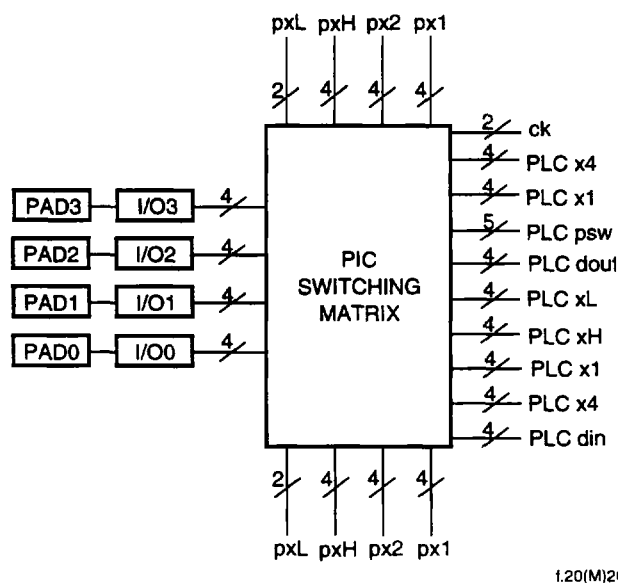 pxL pxH px2 px1
2 4 4 4
2 ck
4 PLC x4
4 PLC x1
PAD3 I/O3 4
5 PLC psw
PAD2 I/O2 4
PIC
SWITCHING
MATRIX
4 PLC dout
PAD1 I/O1 4
4 PLC xL
PAD0 I/O0 4
4 PLC xH
4 PLC x1
4 PLC x4
4 PLC din
2 4 4 4
pxL pxH px2 px1